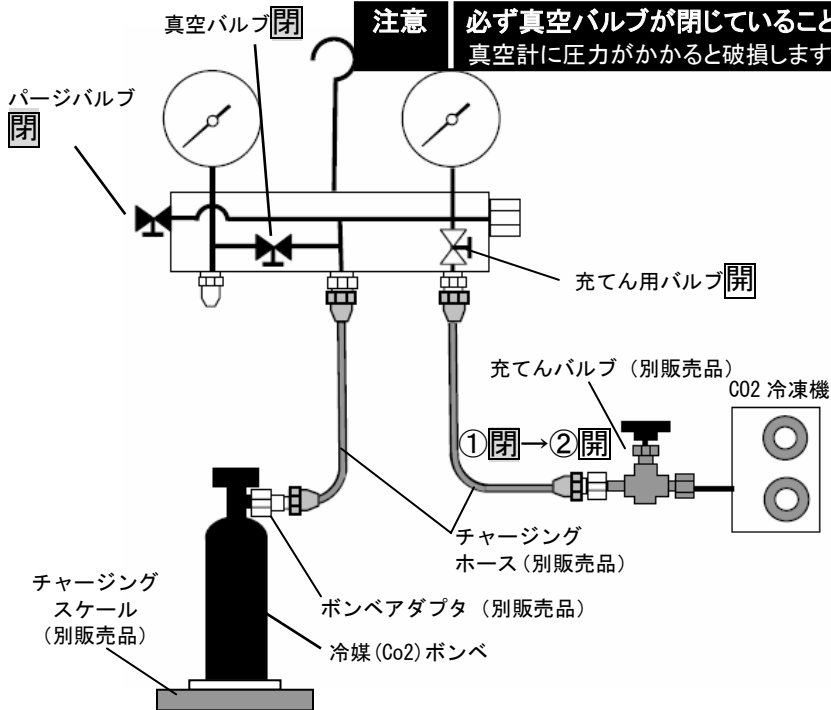 真空バルブ閉
注意
必ず真空バルブが閉じていること
真空計に圧力がかかると破損します
パージバルブ
閉
充てん用バルブ開
充てんバルブ（別販売品）
CO2 冷凍機
①閉→②開
チャージング
ホース(別販売品)
チャージング
スケール
（別販売品）
ボンベアダプタ（別販売品）
冷媒(Co2)ボンベ